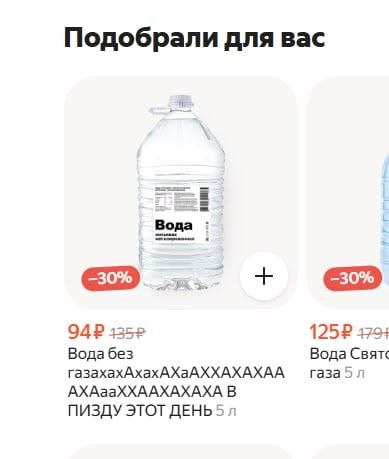 Подобрали для вас
Вода
питьевая
негазированная
–30%
–30%
94₽ 135₽
Вода без
газахахАхахАХаАХХАХАХАА
АХАааХХААХАХАХА В
ПИЗДУ ЭТОТ ДЕНЬ 5 л
125₽ 179₽
Вода Свято
газа 5 л